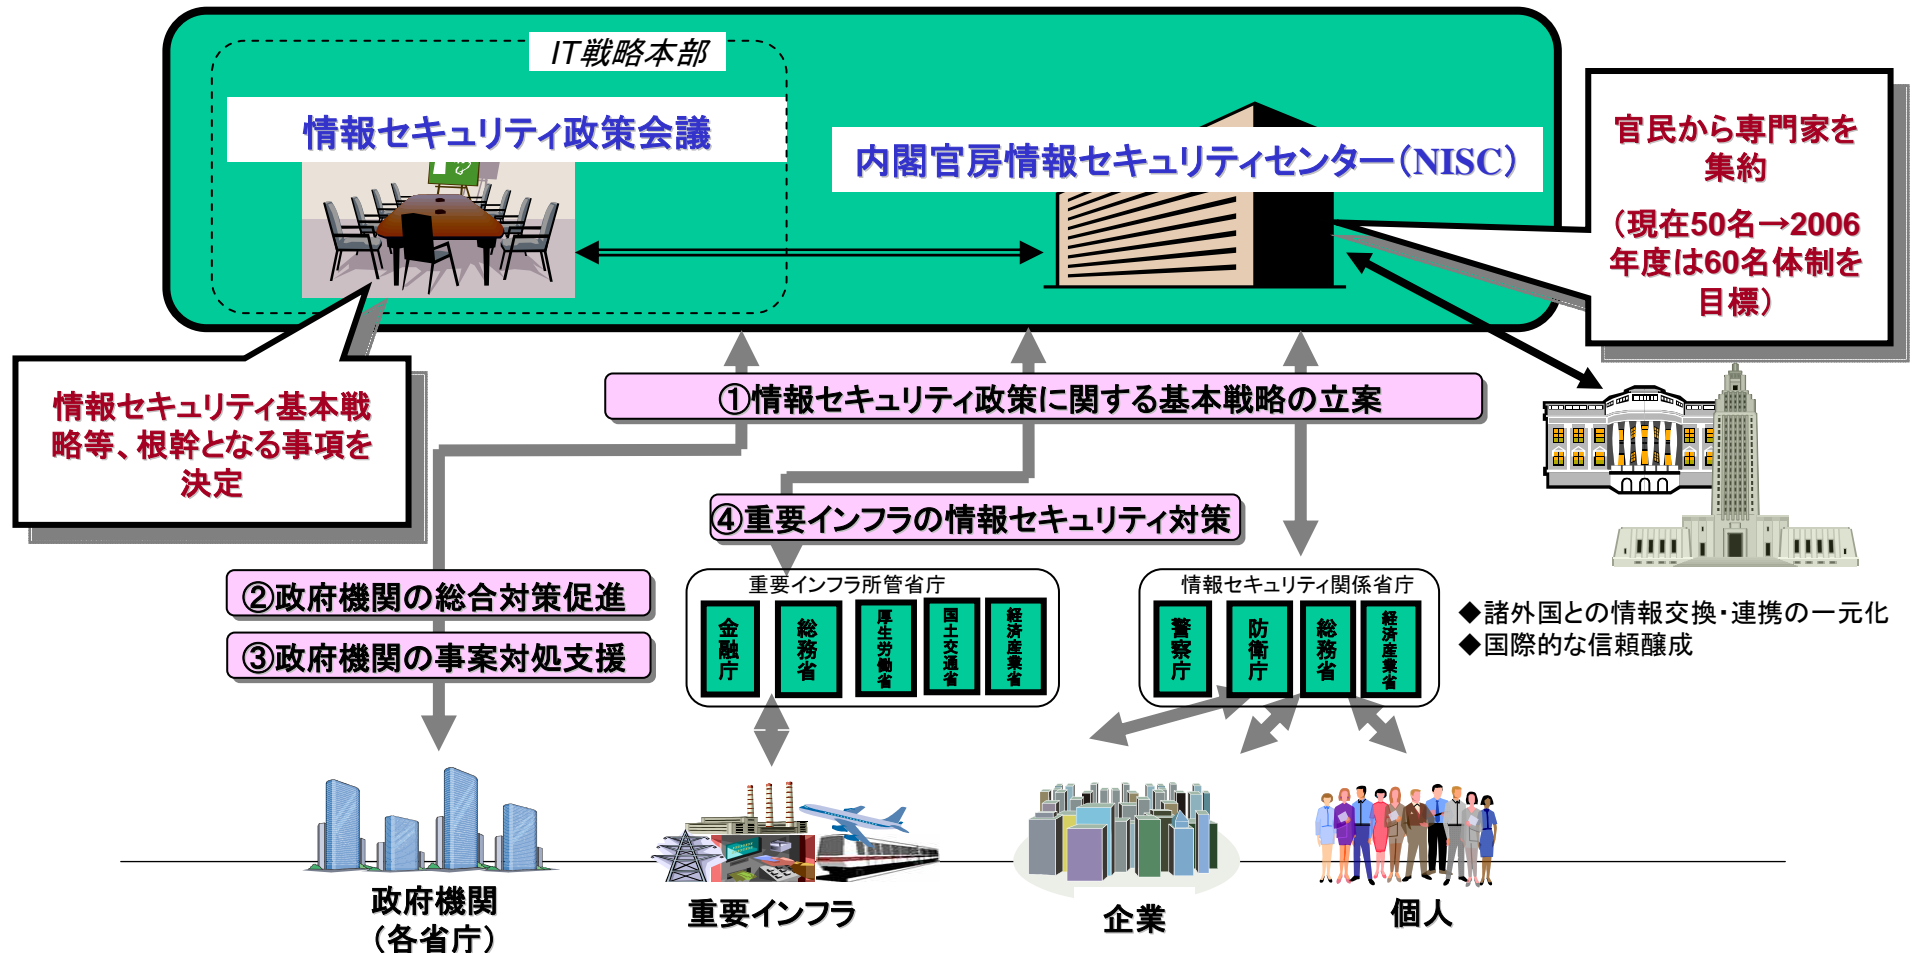 IT戦略本部
情報セキュリティ政策会議
内閣官房情報セキュリティセンター（NISC）
官民から専門家を
集約
（現在50名→2006
年度は60名体制を
目標）
情報セキュリティ基本戦
略等、根幹となる事項を
決定
①情報セキュリティ政策に関する基本戦略の立案
④重要インフラの情報セキュリティ対策
②政府機関の総合対策促進
③政府機関の事案対処支援
重要インフラ所管省庁
金融庁
総務省
厚生労働省
国土交通省
経済産業省
情報セキュリティ関係省庁
警察庁
防衛庁
総務省
経済産業省
◆諸外国との情報交換・連携の一元化
◆国際的な信頼醸成
政府機関
（各省庁）
重要インフラ
企業
個人